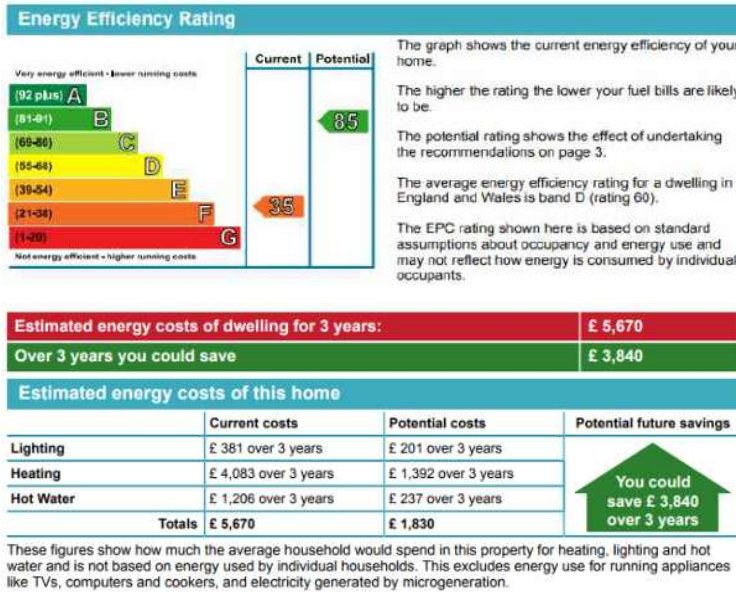 Energy Efficiency Rating
Current Potential
Very energy efficient - lower running costs
(92 plus) A
(81-91) B
(69-80) C
(55-68) D
(39-54) E
(21-38) F
(1-20) G
Not energy efficient - higher running costs
85
35
The graph shows the current energy efficiency of your
home.
The higher the rating the lower your fuel bills are likely
to be.
The potential rating shows the effect of undertaking
the recommendations on page 3.
The average energy efficiency rating for a dwelling in
England and Wales is band D (rating 60).
The EPC rating shown here is based on standard
assumptions about occupancy and energy use and
may not reflect how energy is consumed by individual
occupants.
Estimated energy costs of dwelling for 3 years: £ 5,670
Over 3 years you could save £ 3,840
Estimated energy costs of this home
Current costs Potential costs Potential future savings
Lighting £ 381 over 3 years £ 201 over 3 years
Heating £ 4,083 over 3 years £ 1,392 over 3 years
Hot Water £ 1,206 over 3 years £ 237 over 3 years
Totals £ 5,670 £ 1,830
You could
save £ 3,840
over 3 years
These figures show how much the average household would spend in this property for heating, lighting and hot
water and is not based on energy used by individual households. This excludes energy use for running appliances
like TVs, computers and cookers, and electricity generated by microgeneration.